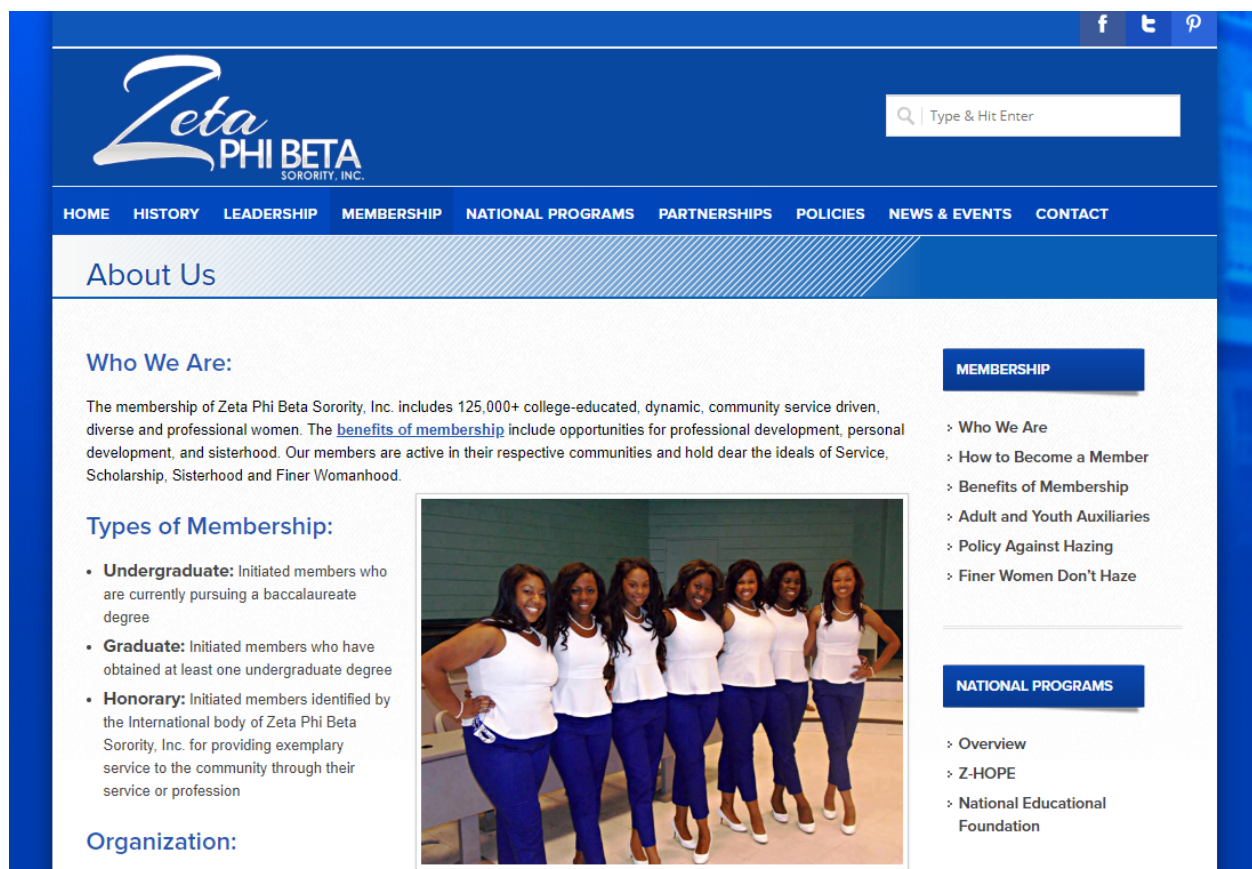 f t p
Zeta
PHI BETA
SORORITY, INC.
Type & Hit Enter
HOME HISTORY LEADERSHIP MEMBERSHIP NATIONAL PROGRAMS PARTNERSHIPS POLICIES NEWS & EVENTS CONTACT
About Us
Who We Are:
The membership of Zeta Phi Beta Sorority, Inc. includes 125,000+ college-educated, dynamic, community service driven,
diverse and professional women. The benefits of membership include opportunities for professional development, personal
development, and sisterhood. Our members are active in their respective communities and hold dear the ideals of Service,
Scholarship, Sisterhood and Finer Womanhood.
Types of Membership:
• Undergraduate: Initiated members who
are currently pursuing a baccalaureate
degree
• Graduate: Initiated members who have
obtained at least one undergraduate degree
• Honorary: Initiated members identified by
the International body of Zeta Phi Beta
Sorority, Inc. for providing exemplary
service to the community through their
service or profession
Organization:
MEMBERSHIP
› Who We Are
› How to Become a Member
› Benefits of Membership
› Adult and Youth Auxiliaries
› Policy Against Hazing
› Finer Women Don't Haze
NATIONAL PROGRAMS
› Overview
› Z-HOPE
› National Educational
Foundation